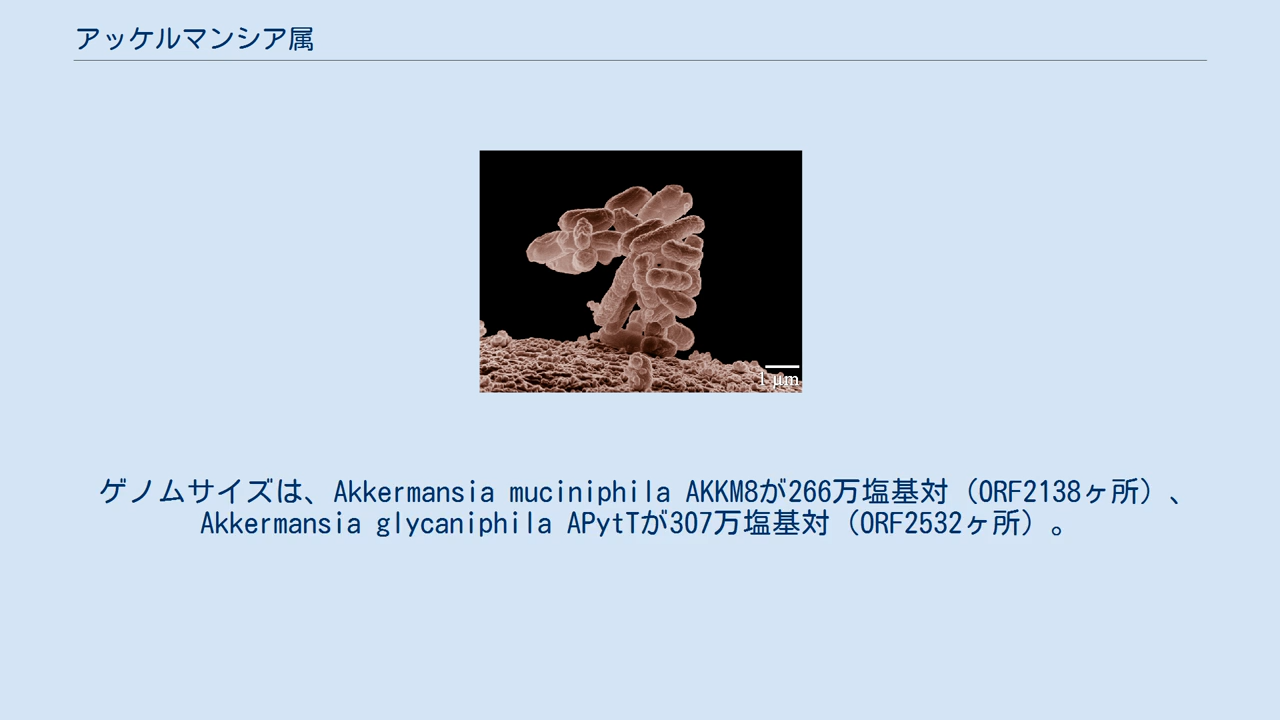 アッケルマンシア属
1 μm
ゲノムサイズは、Akkermansia muciniphila AKKM8が266万塩基対（ORF2138ヶ所）、
Akkermansia glycaniphila APytTが307万塩基対（ORF2532ヶ所）。